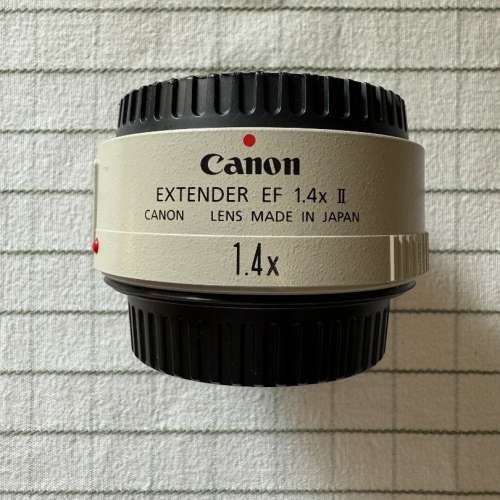 Canon
EXTENDER EF 1.4x II
CANON LENS MADE IN JAPAN
1.4x